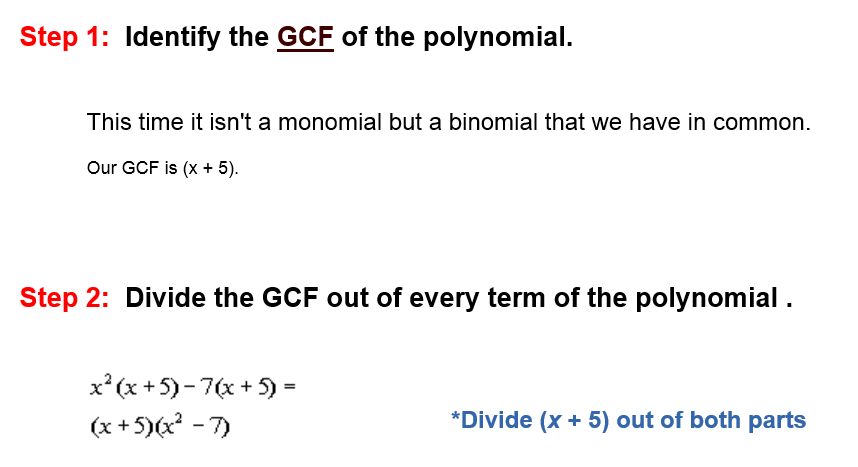 Step 1: Identify the GCF of the polynomial.
This time it isn't a monomial but a binomial that we have in common.
Our GCF is (x + 5).
Step 2: Divide the GCF out of every term of the polynomial .
x²(x + 5) − 7(x + 5) =
(x + 5)(x² − 7)
*Divide (x + 5) out of both parts